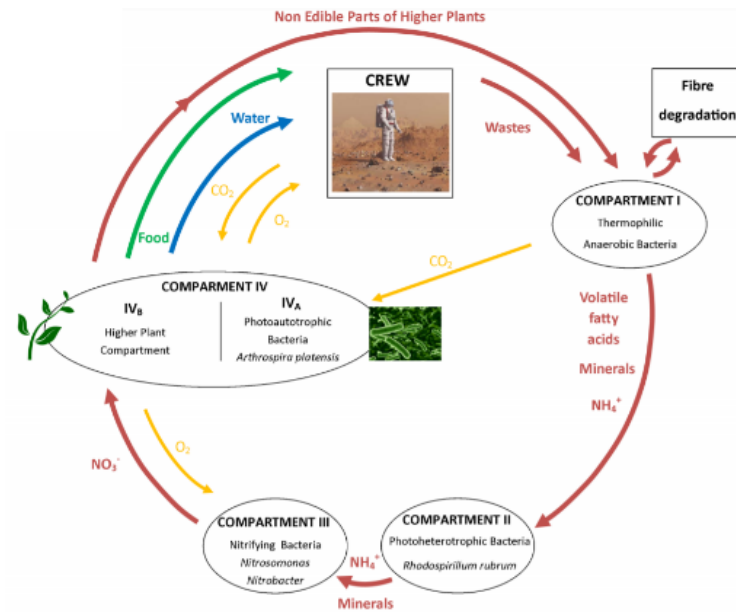 Non Edible Parts of Higher Plants
CREW
Fibre
degradation
Water
Wastes
CO₂
O₂
Food
COMPARTMENT I
Thermophilic
Anaerobic Bacteria
CO₂
COMPARMENT IV
IV_B
Higher Plant
Compartment
IV_A
Photoautotrophic
Bacteria
Arthrospira platensis
Volatile
fatty
acids
Minerals
NH₄⁺
O₂
NO₃⁻
COMPARTMENT III
Nitrifying Bacteria
Nitrosomonas
Nitrobacter
NH₄⁺
Minerals
COMPARTMENT II
Photoheterotrophic Bacteria
Rhodospirillum rubrum